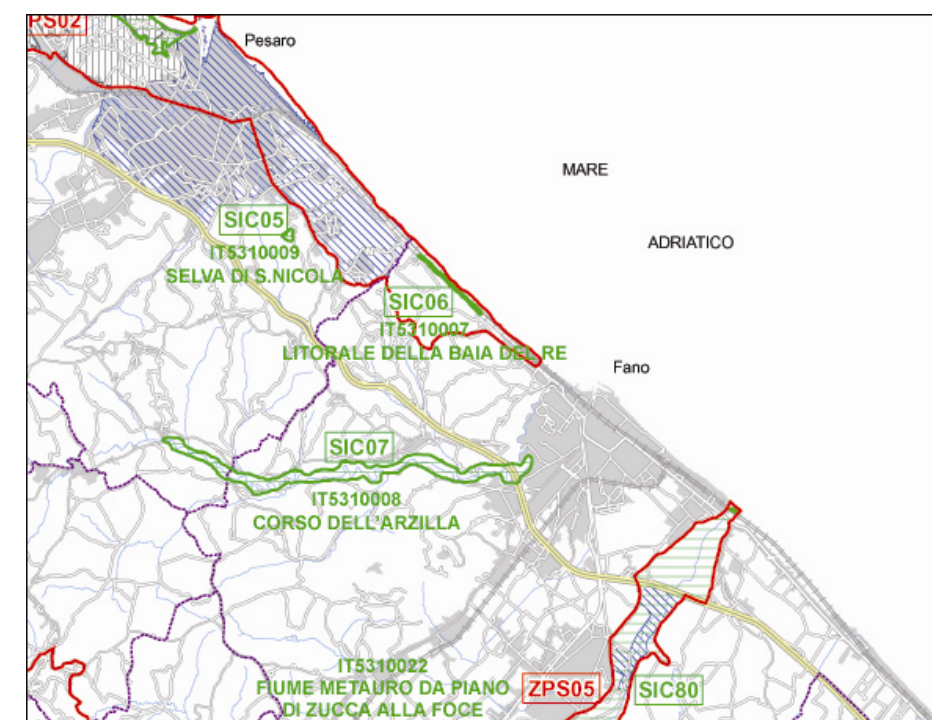 PS02
Pesaro
MARE
ADRIATICO
SIC05
IT5310009
SELVA DI S.NICOLA
SIC06
IT5310007
LITORALE DELLA BAIA DEL RE
Fano
SIC07
IT5310008
CORSO DELL'ARZILLA
IT5310022
FIUME METAURO DA PIANO
DI ZUCCA ALLA FOCE
ZPS05
SIC80